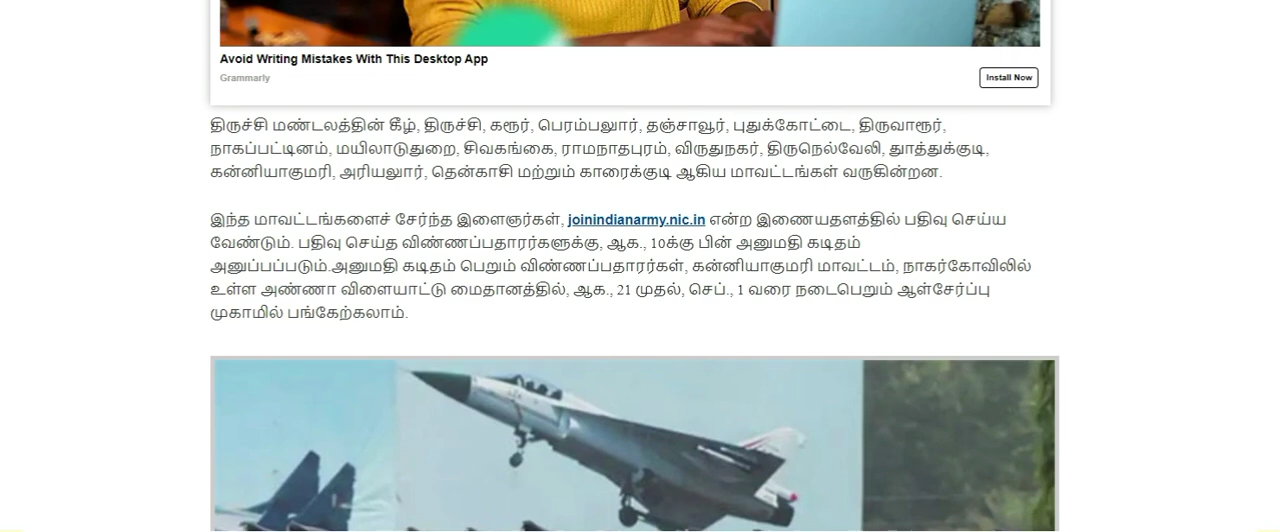 Avoid Writing Mistakes With This Desktop App
Grammarly
Install Now
திருச்சி மண்டலத்தின் கீழ், திருச்சி, கரூர், பெரம்பலுார், தஞ்சாவூர், புதுக்கோட்டை, திருவாரூர்,
நாகப்பட்டினம், மயிலாடுதுறை, சிவகங்கை, ராமநாதபுரம், விருதுநகர், திருநெல்வேலி, துாத்துக்குடி,
கன்னியாகுமரி, அரியலுார், தென்காசி மற்றும் காரைக்குடி ஆகிய மாவட்டங்கள் வருகின்றன.
இந்த மாவட்டங்களைச் சேர்ந்த இளைஞர்கள், joinindianarmy.nic.in என்ற இணையதளத்தில் பதிவு செய்ய
வேண்டும். பதிவு செய்த விண்ணப்பதாரர்களுக்கு, ஆக., 10க்கு பின் அனுமதி கடிதம்
அனுப்பப்படும்.அனுமதி கடிதம் பெறும் விண்ணப்பதாரர்கள், கன்னியாகுமரி மாவட்டம், நாகர்கோவிலில்
உள்ள அண்ணா விளையாட்டு மைதானத்தில், ஆக., 21 முதல், செப்., 1 வரை நடைபெறும் ஆள்சேர்ப்பு
முகாமில் பங்கேற்கலாம்.